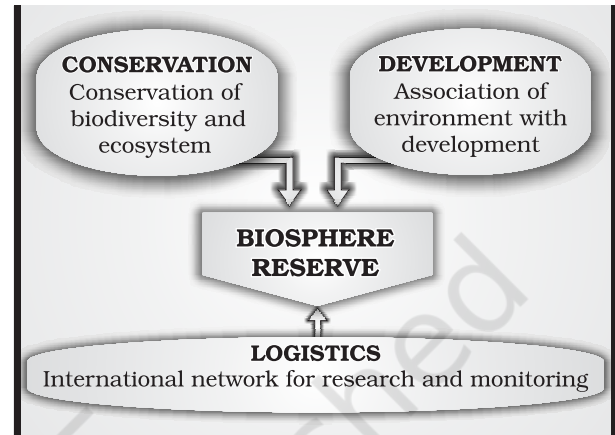 CONSERVATION
Conservation of
biodiversity and
ecosystem
DEVELOPMENT
Association of
environment with
development
BIOSPHERE
RESERVE
LOGISTICS
International network for research and monitoring